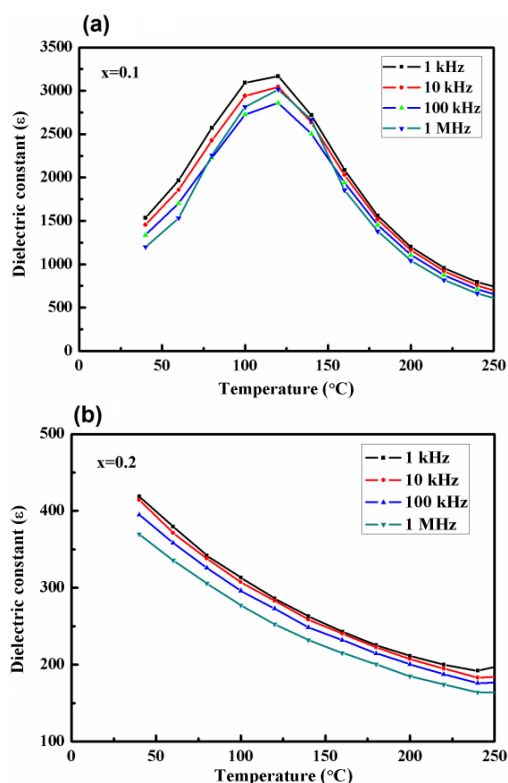 (a)
x=0.1
1 kHz
10 kHz
100 kHz
1 MHz
Dielectric constant (ε)
3500
3000
2500
2000
1500
1000
500
0
0 50 100 150 200 250
Temperature (°C)
(b)
x=0.2
1 kHz
10 kHz
100 kHz
1 MHz
Dielectric constant (ε)
500
400
300
200
100
0 50 100 150 200 250
Temperature (°C)